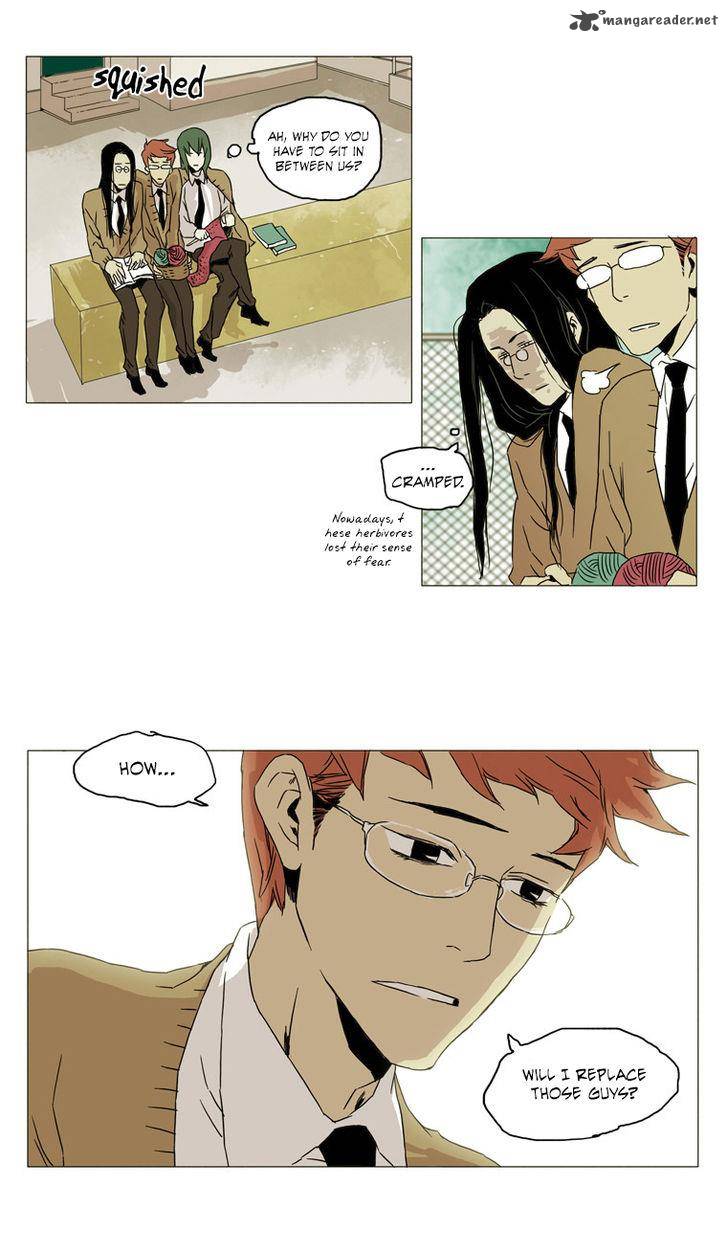 mangareader.net
squished
AH, WHY DO YOU
HAVE TO SIT IN
BETWEEN US?
...
CRAMPED.
Nowadays, t
hese herbivores
lost their sense
of fear.
HOW...
WILL I REPLACE
THOSE GUYS?